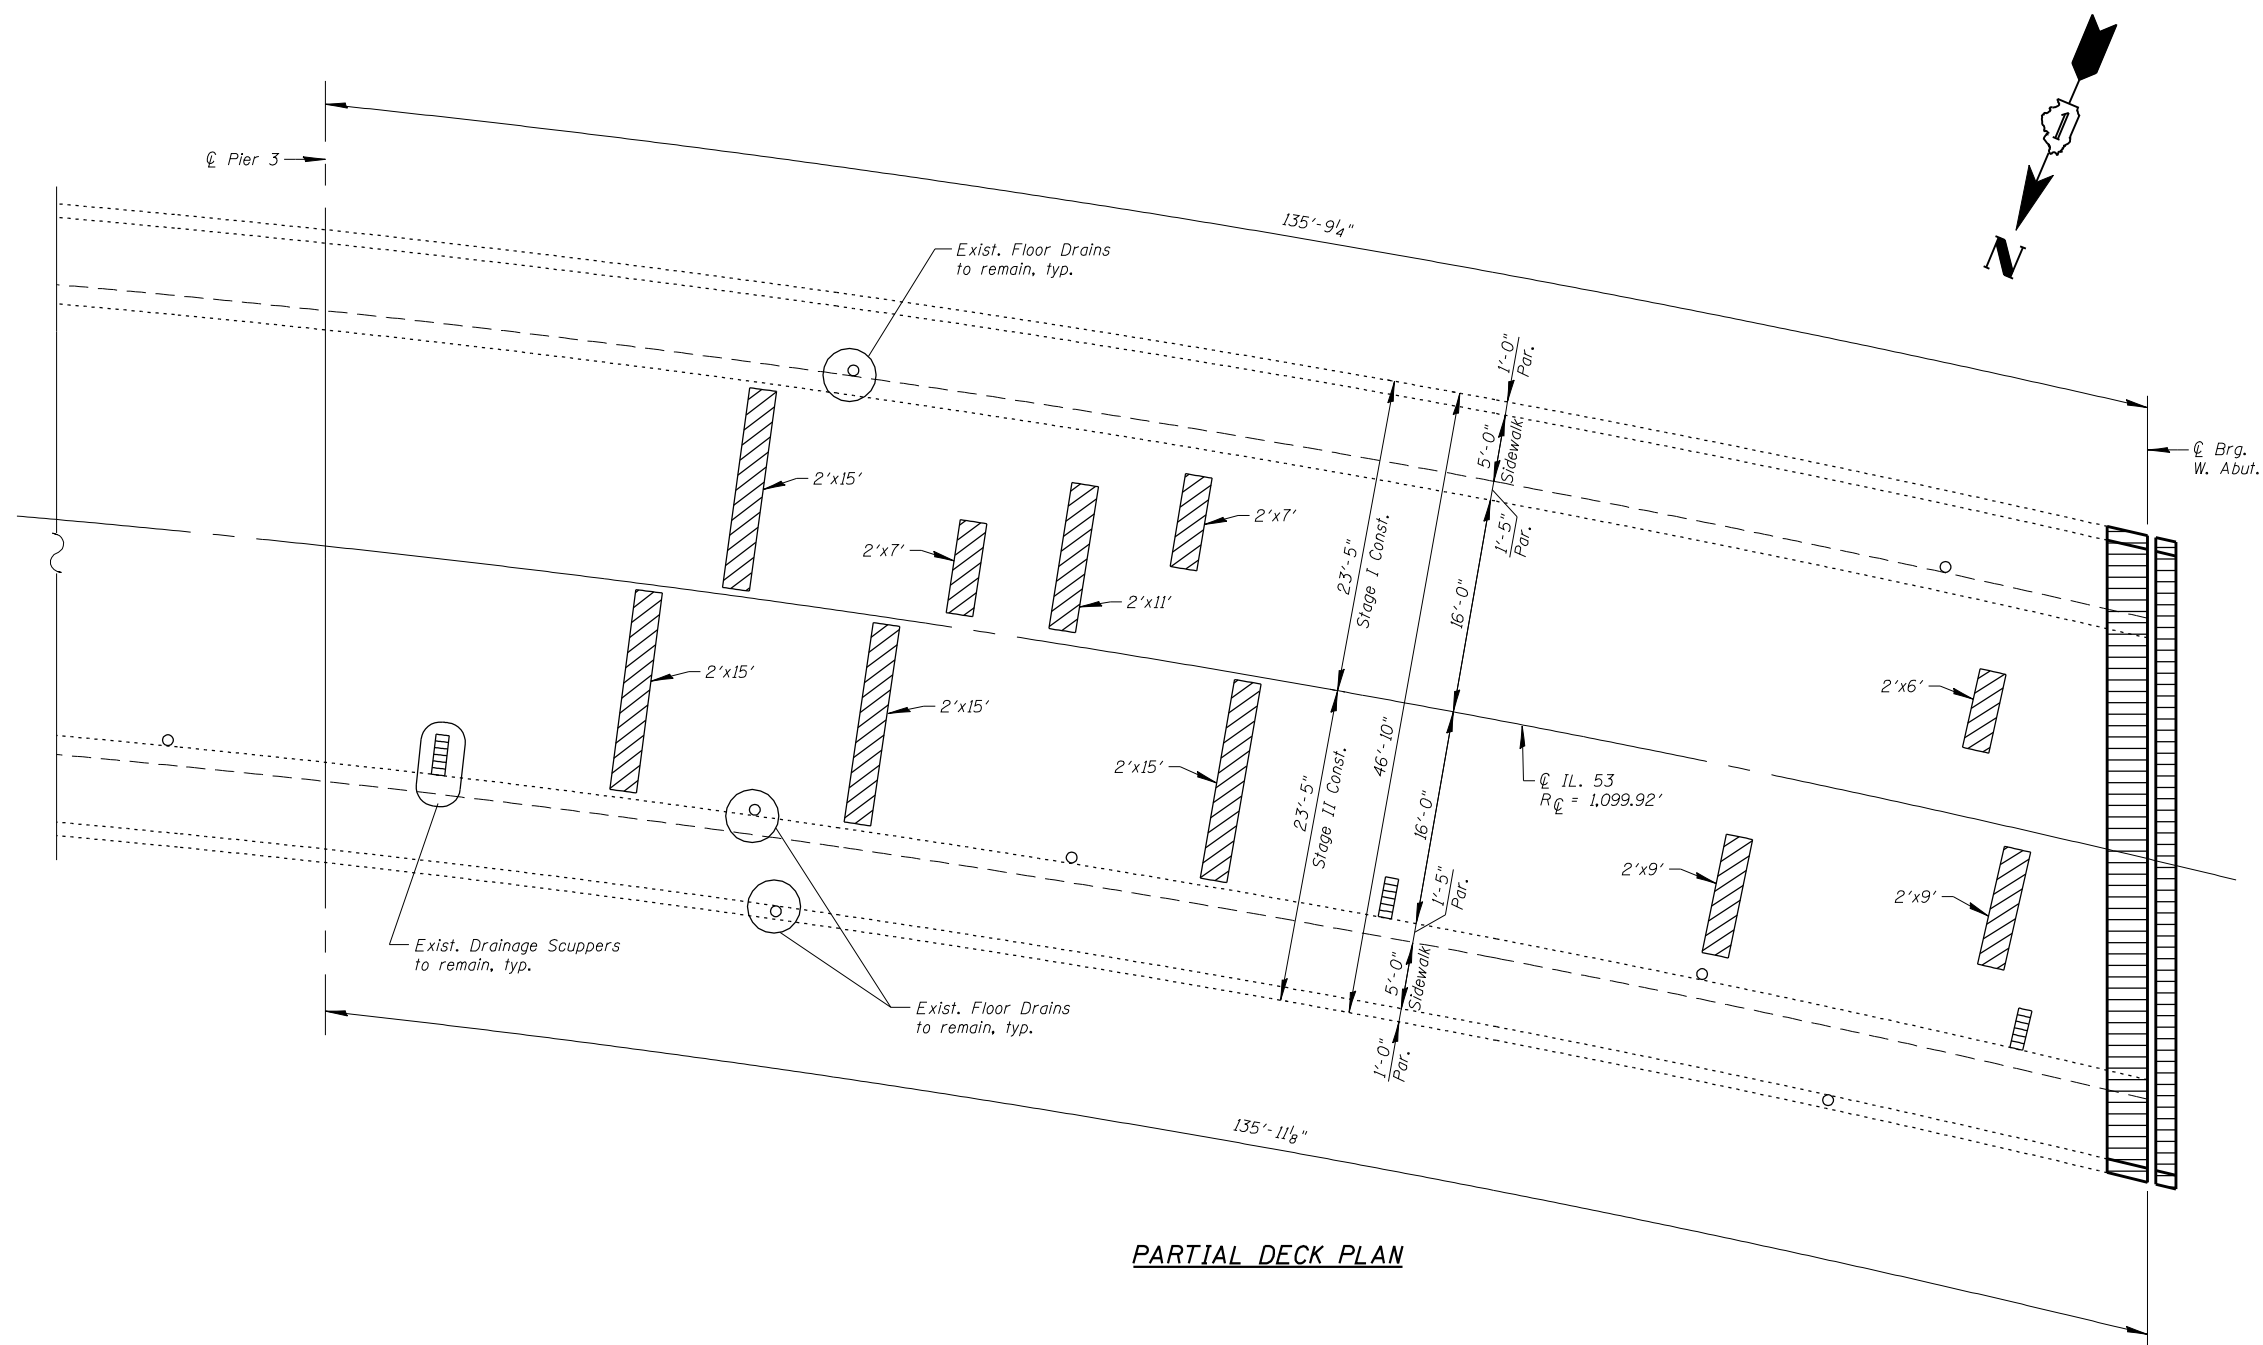 ℄ Pier 3
135′-9¼"
Exist. Floor Drains
to remain, typ.
1
N
℄ Brg.
W. Abut.
1′-0"
Par.
5′-0"
Sidewalk
1′-5"
Par.
2′x15′
2′x7′
2′x11′
2′x7′
23′-5"
Stage I Const.
16′-0"
2′x6′
2′x15′
2′x15′
2′x15′
23′-5"
Stage II Const.
46′-10"
16′-0"
℄ IL. 53
R℄ = 1,099.92′
2′x9′
2′x9′
1′-5"
Par.
5′-0"
Sidewalk
1′-0"
Par.
Exist. Drainage Scuppers
to remain, typ.
Exist. Floor Drains
to remain, typ.
135′-11⅛"
PARTIAL DECK PLAN